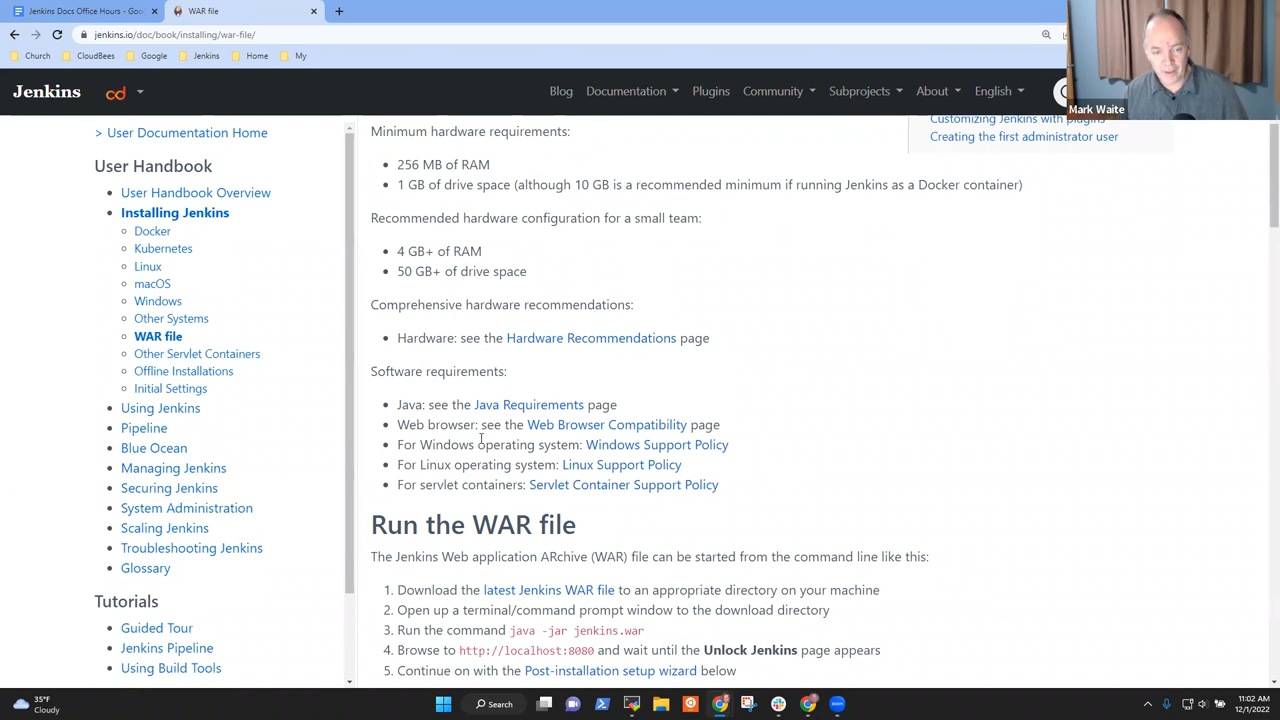 Jenkins Docs Office Hours - Goo
WAR file
jenkins.io/doc/book/installing/war-file/
Church
CloudBees
Google
Jenkins
Home
My
Jenkins
cd
Blog
Documentation
Plugins
Community
Subprojects
About
English
Mark Waite
> User Documentation Home
User Handbook
User Handbook Overview
Installing Jenkins
Docker
Kubernetes
Linux
macOS
Windows
Other Systems
WAR file
Other Servlet Containers
Offline Installations
Initial Settings
Using Jenkins
Pipeline
Blue Ocean
Managing Jenkins
Securing Jenkins
System Administration
Scaling Jenkins
Troubleshooting Jenkins
Glossary
Tutorials
Guided Tour
Jenkins Pipeline
Using Build Tools
Minimum hardware requirements:
256 MB of RAM
1 GB of drive space (although 10 GB is a recommended minimum if running Jenkins as a Docker container)
Recommended hardware configuration for a small team:
4 GB+ of RAM
50 GB+ of drive space
Comprehensive hardware recommendations:
Hardware: see the Hardware Recommendations page
Software requirements:
Java: see the Java Requirements page
Web browser: see the Web Browser Compatibility page
For Windows operating system: Windows Support Policy
For Linux operating system: Linux Support Policy
For servlet containers: Servlet Container Support Policy
Run the WAR file
The Jenkins Web application ARchive (WAR) file can be started from the command line like this:
1. Download the latest Jenkins WAR file to an appropriate directory on your machine
2. Open up a terminal/command prompt window to the download directory
3. Run the command java -jar jenkins.war
4. Browse to http://localhost:8080 and wait until the Unlock Jenkins page appears
5. Continue on with the Post-installation setup wizard below
Customizing Jenkins with plugins
Creating the first administrator user
35°F
Cloudy
Search
11:02 AM
12/1/2022